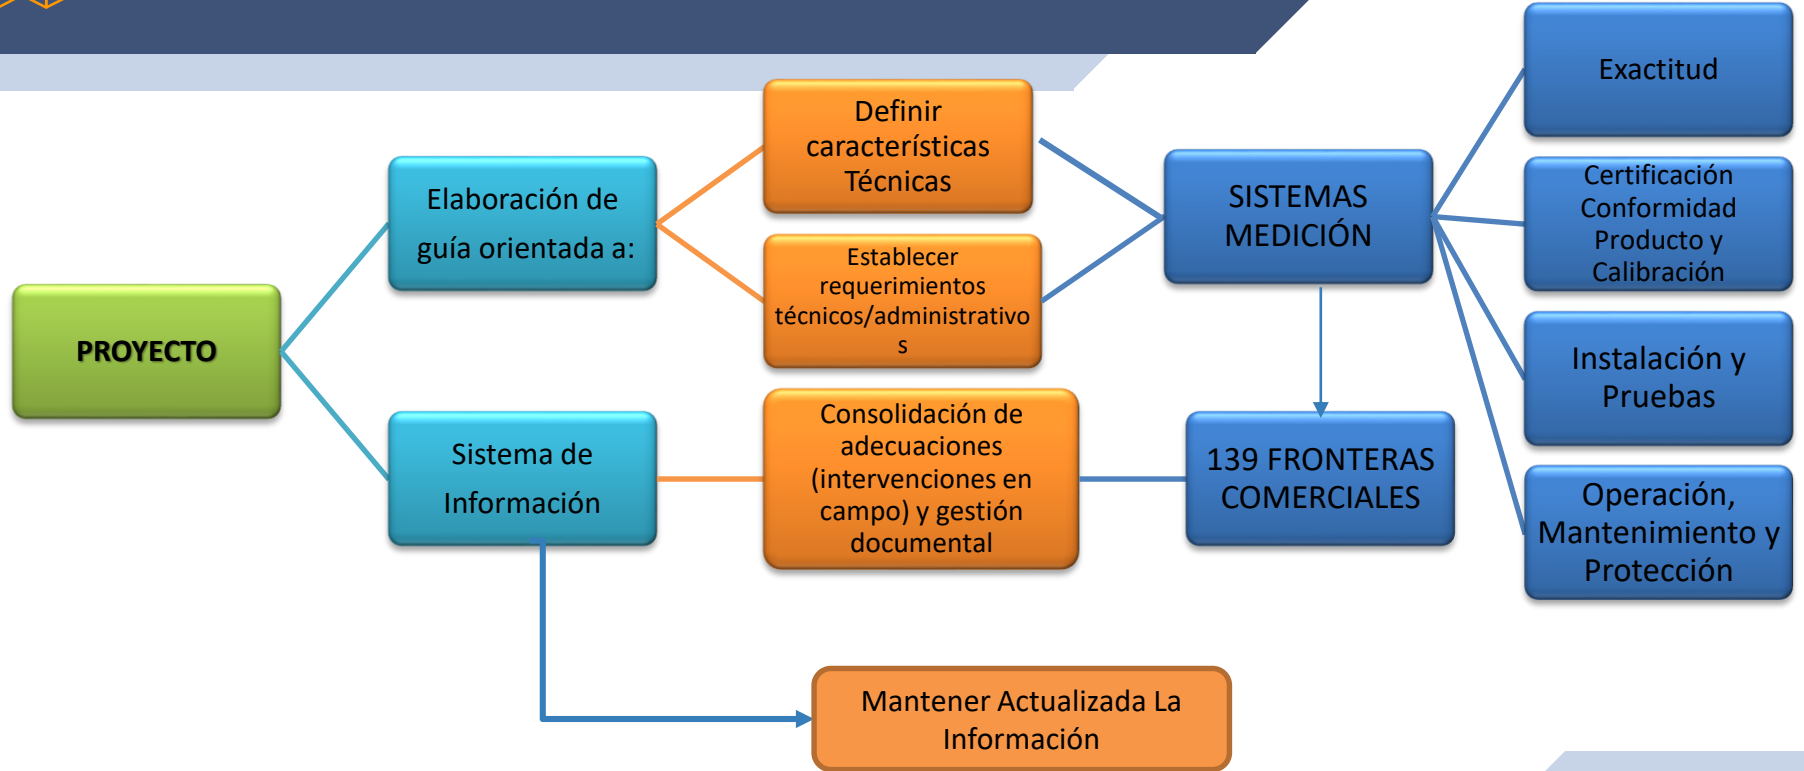 PROYECTO
Elaboración de
guía orientada a:
Sistema de
Información
Definir
características
Técnicas
Establecer
requerimientos
técnicos/administrativo
s
Consolidación de
adecuaciones
(intervenciones en
campo) y gestión
documental
Mantener Actualizada La
Información
SISTEMAS
MEDICIÓN
139 FRONTERAS
COMERCIALES
Exactitud
Certificación
Conformidad
Producto y
Calibración
Instalación y
Pruebas
Operación,
Mantenimiento y
Protección